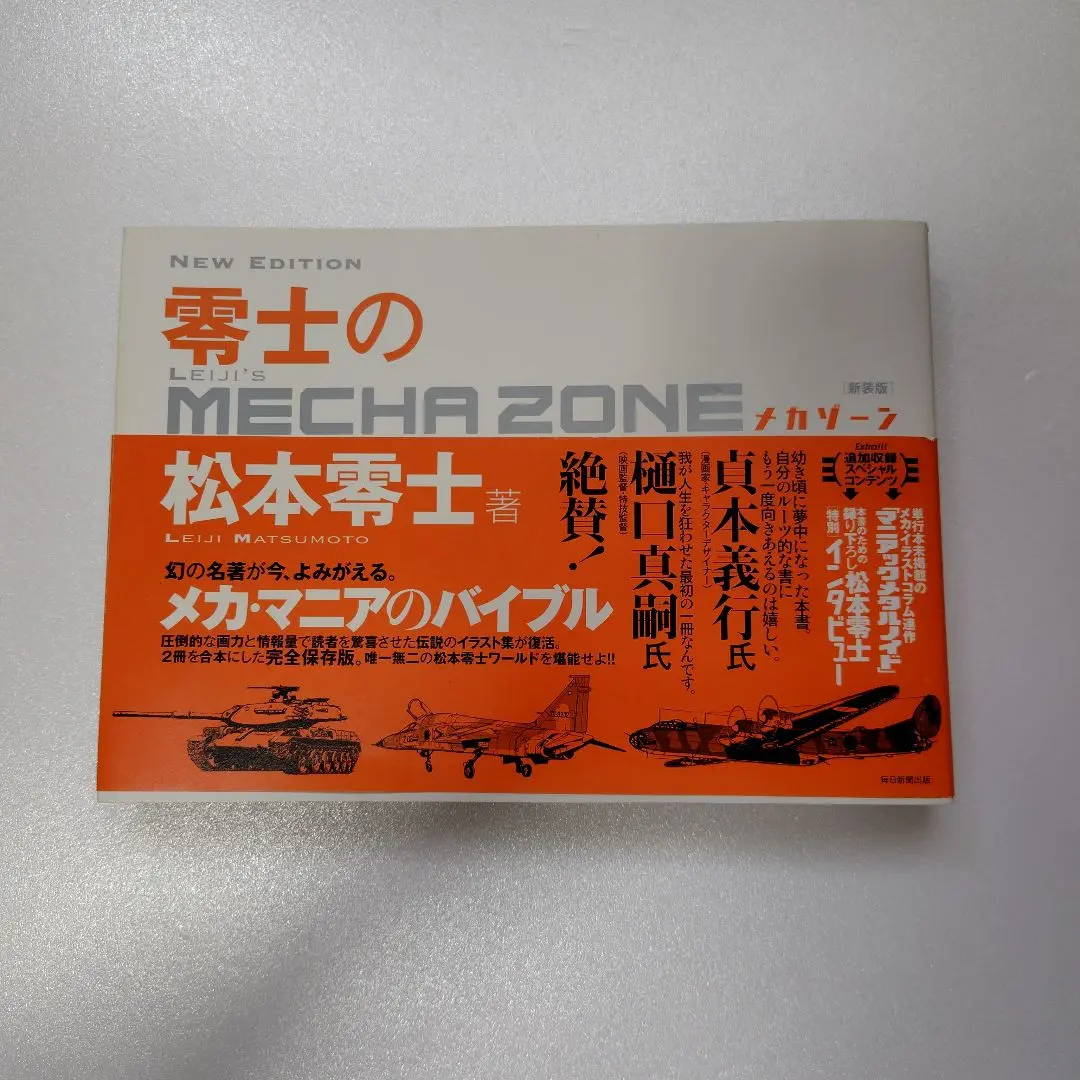 NEW EDITION
零士の
LEIJI'S
MECHA ZONE
メカゾーン
[新装版]
松本零士著
LEIJI MATSUMOTO
幻の名著が今、よみがえる。
メカ・マニアのバイブル
圧倒的な画力と情報量で読者を驚喜させた伝説のイラスト集が復活。
2冊を合本にした完全保存版。唯一無二の松本零士ワールドを堪能せよ!!
Extra!!!
追加収録
スペシャル
コンテンツ
単行本未掲載の
メカ・イラストコラム連作
「マニアックメタルノイド」
本書のための
録り下ろし松本零士
[特別]インタビュー
幼き頃に夢中になった本書。
自分のルーツ的な書に
もう一度向きあえるのは嬉しい。
貞本義行氏
(漫画家・キャラクターデザイナー)
我が人生を狂わせた最初の一冊なんです。
樋口真嗣氏
(映画監督・特技監督)
絶賛!
毎日新聞出版